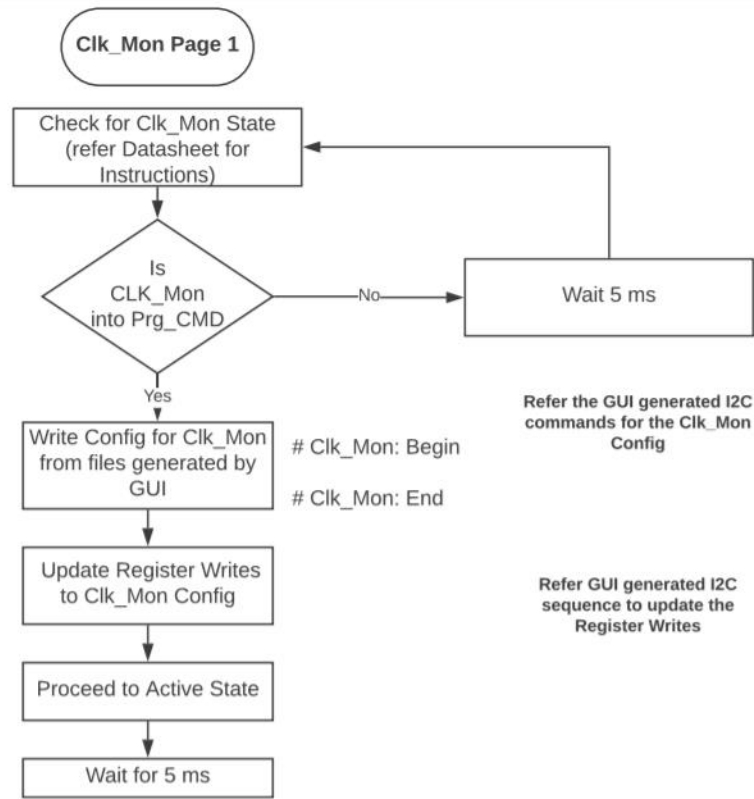 Clk_Mon Page 1
Check for Clk_Mon State
(refer Datasheet for
Instructions)
Is
CLK_Mon
into Prg_CMD
No
Wait 5 ms
Yes
Refer the GUI generated I2C
commands for the Clk_Mon
Config
Write Config for Clk_Mon
from files generated by
GUI
# Clk_Mon: Begin
# Clk_Mon: End
Update Register Writes
to Clk_Mon Config
Refer GUI generated I2C
sequence to update the
Register Writes
Proceed to Active State
Wait for 5 ms